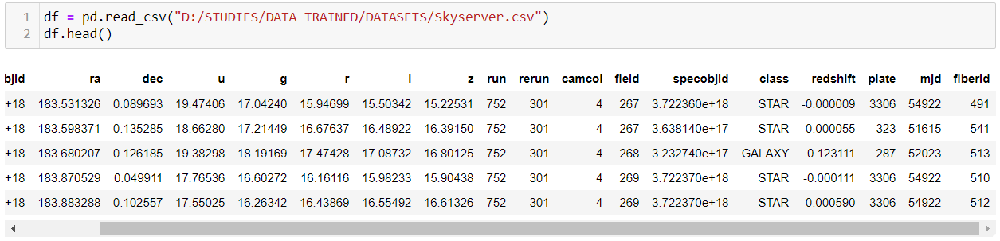 1 df = pd.read_csv("D:/STUDIES/DATA TRAINED/DATASETS/Skyserver.csv")
2 df.head()
bjid ra dec u g r i z run rerun camcol field specobjid class redshift plate mjd fiberid
+18 183.531326 0.089693 19.47406 17.04240 15.94699 15.50342 15.22531 752 301 4 267 3.722360e+18 STAR -0.000009 3306 54922 491
+18 183.598371 0.135285 18.66280 17.21449 16.67637 16.48922 16.39150 752 301 4 267 3.638140e+17 STAR -0.000055 323 51615 541
+18 183.680207 0.126185 19.38298 18.19169 17.47428 17.08732 16.80125 752 301 4 268 3.232740e+17 GALAXY 0.123111 287 52023 513
+18 183.870529 0.049911 17.76536 16.60272 16.16116 15.98233 15.90438 752 301 4 269 3.722370e+18 STAR -0.000111 3306 54922 510
+18 183.883288 0.102557 17.55025 16.26342 16.43869 16.55492 16.61326 752 301 4 269 3.722370e+18 STAR 0.000590 3306 54922 512